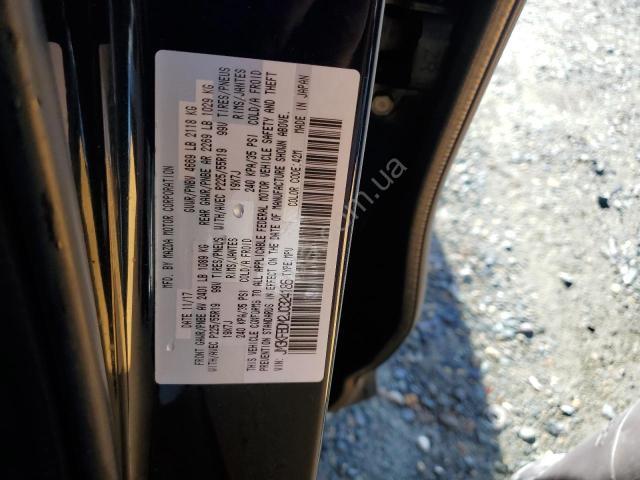 MFD. BY MAZDA MOTOR CORPORATION
DATE 11/17 GVWR/PNBV 4669 LB 2118 KG
FRONT GAWR/PNBE AV 2401 LB 1089 KG REAR GAWR/PNBE AR 2269 LB 1029 KG
WITH/AVEC P225/55R19 99V TIRES/PNEUS WITH/AVEC P225/55R19 99V TIRES/PNEUS
19X7J RIMS/JANTES 19X7J RIMS/JANTES
240 KPA/35 PSI COLD/A FROID 240 KPA/35 PSI COLD/A FROID
THIS VEHICLE CONFORMS TO ALL APPLICABLE FEDERAL MOTOR VEHICLE SAFETY AND THEFT
PREVENTION STANDARDS IN EFFECT ON THE DATE OF MANUFACTURE SHOWN ABOVE.
COLOR CODE:42M MADE IN JAPAN
VIN: JM3KFBDM2J0324185 TYPE:MPV